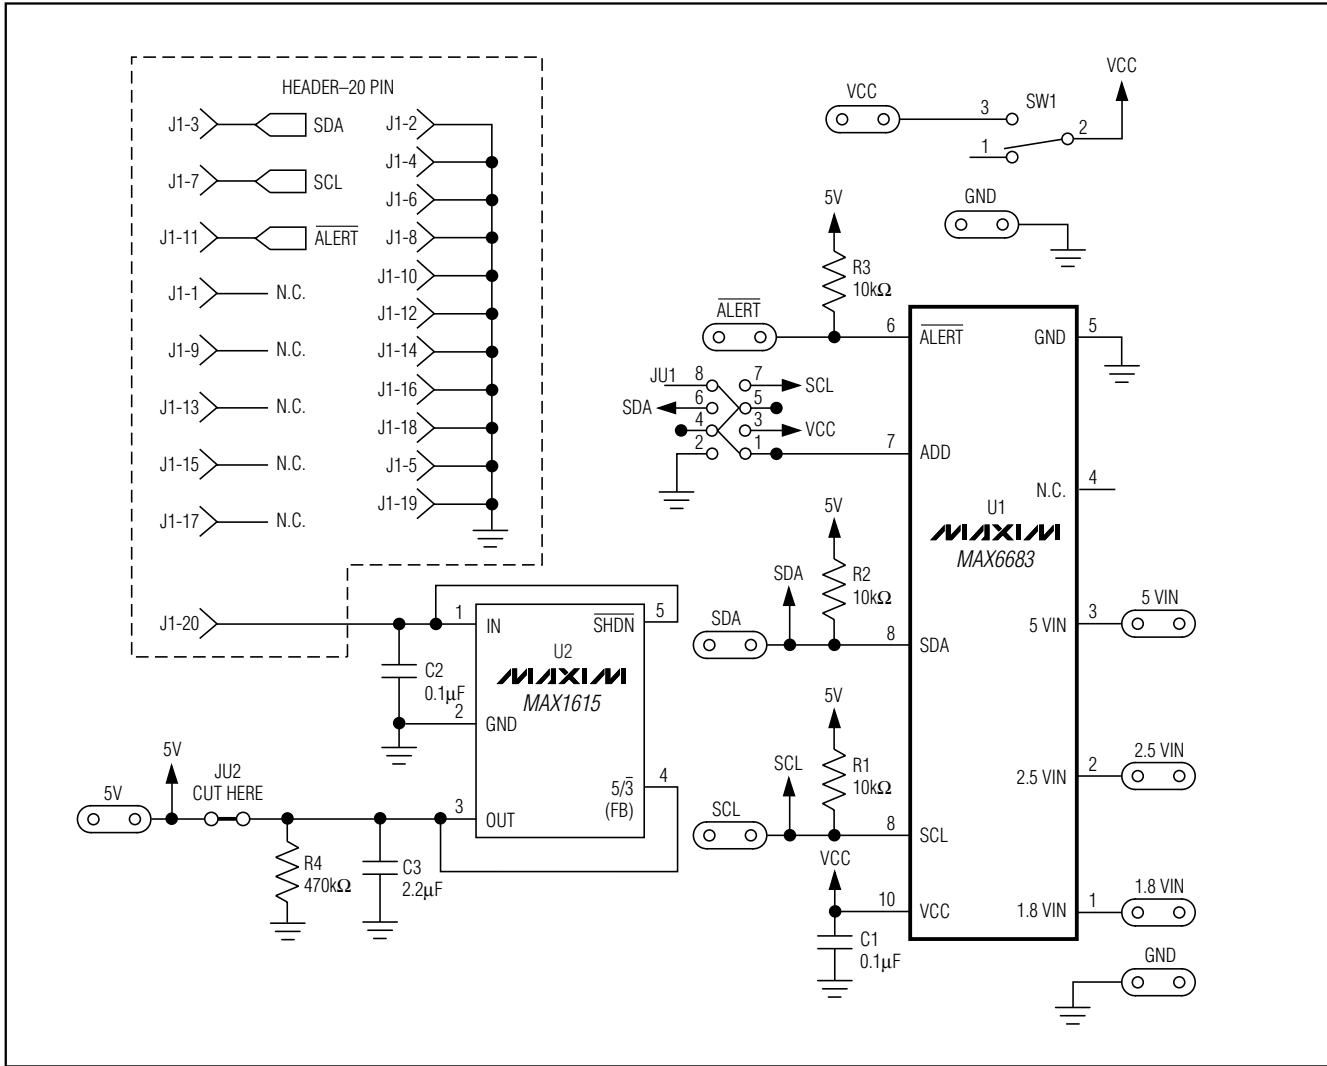 HEADER–20 PIN
J1-3
SDA
J1-7
SCL
J1-11
ALERT
J1-1
N.C.
J1-9
N.C.
J1-13
N.C.
J1-15
N.C.
J1-17
N.C.
J1-20
J1-2
J1-4
J1-6
J1-8
J1-10
J1-12
J1-14
J1-16
J1-18
J1-5
J1-19
VCC
3
SW1
VCC
2
1
GND
5V
R3
10kΩ
ALERT
6
ALERT
GND
5
JU1
8
7
SCL
SDA
6
5
4
3
VCC
2
1
7
ADD
N.C.
4
U1
MAXIM
MAX6683
5V
SDA
R2
10kΩ
SDA
8
SDA
5 VIN
3
5 VIN
5V
SCL
R1
10kΩ
SCL
8
SCL
2.5 VIN
2
2.5 VIN
VCC
10
VCC
C1
0.1µF
1.8 VIN
1
1.8 VIN
GND
1
IN
SHDN
5
U2
MAXIM
MAX1615
C2
0.1µF
2
GND
5V
5V
JU2
CUT HERE
3
OUT
5/3
(FB)
4
R4
470kΩ
C3
2.2µF